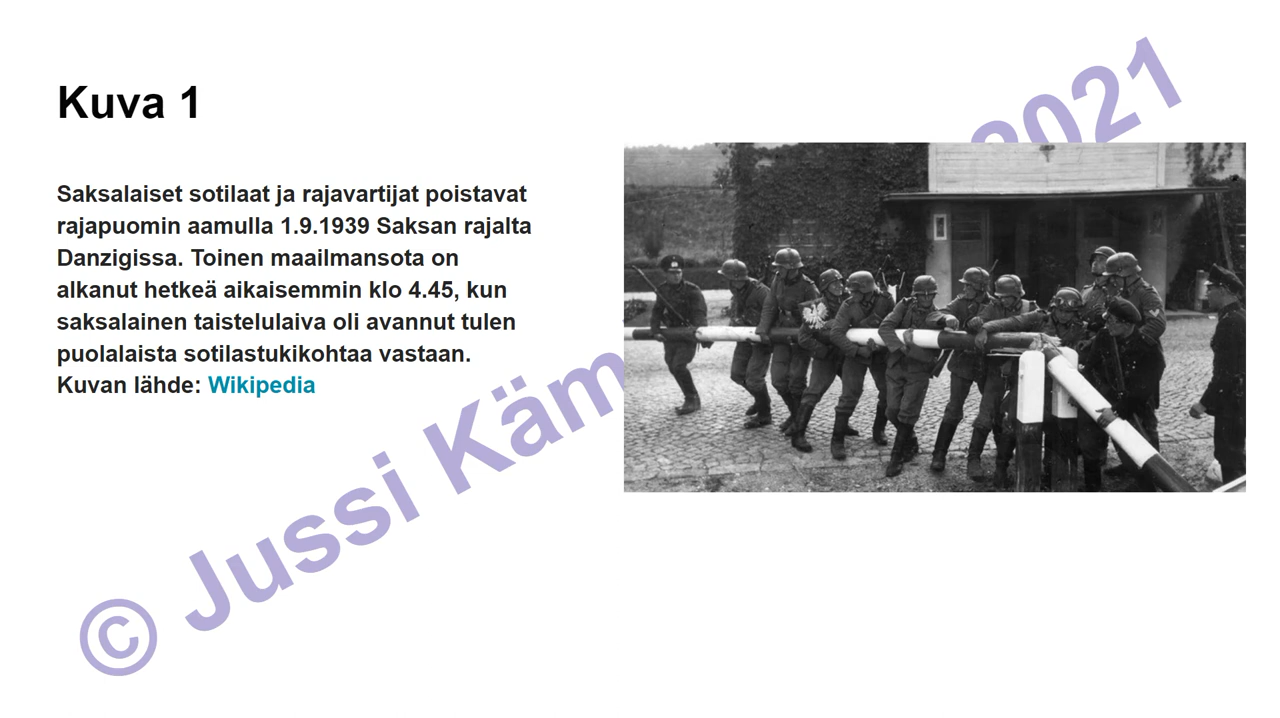 Kuva 1
Saksalaiset sotilaat ja rajavartijat poistavat
rajapuomin aamulla 1.9.1939 Saksan rajalta
Danzigissa. Toinen maailmansota on
alkanut hetkeä aikaisemmin klo 4.45, kun
saksalainen taistelulaiva oli avannut tulen
puolalaista sotilastukikohtaa vastaan.
Kuvan lähde: Wikipedia
© Jussi Käm 2021